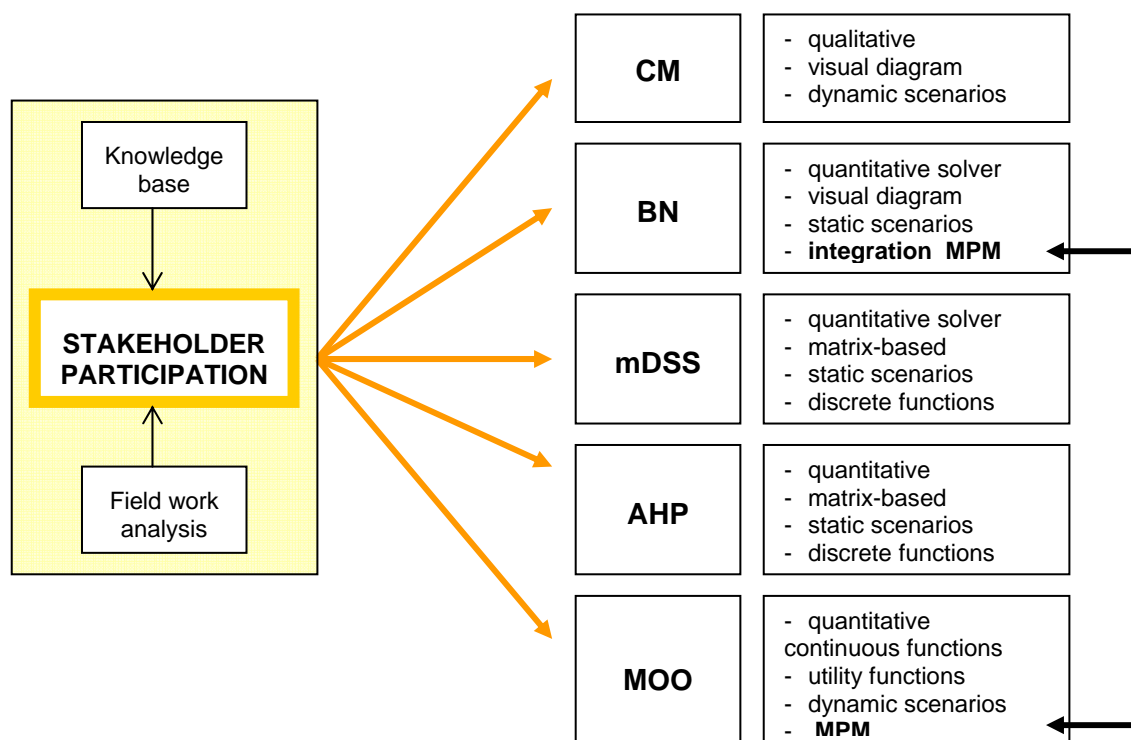 Knowledge
base
STAKEHOLDER
PARTICIPATION
Field work
analysis
CM
- qualitative
- visual diagram
- dynamic scenarios
BN
- quantitative solver
- visual diagram
- static scenarios
- integration MPM
mDSS
- quantitative solver
- matrix-based
- static scenarios
- discrete functions
AHP
- quantitative
- matrix-based
- static scenarios
- discrete functions
MOO
- quantitative
continuous functions
- utility functions
- dynamic scenarios
- MPM